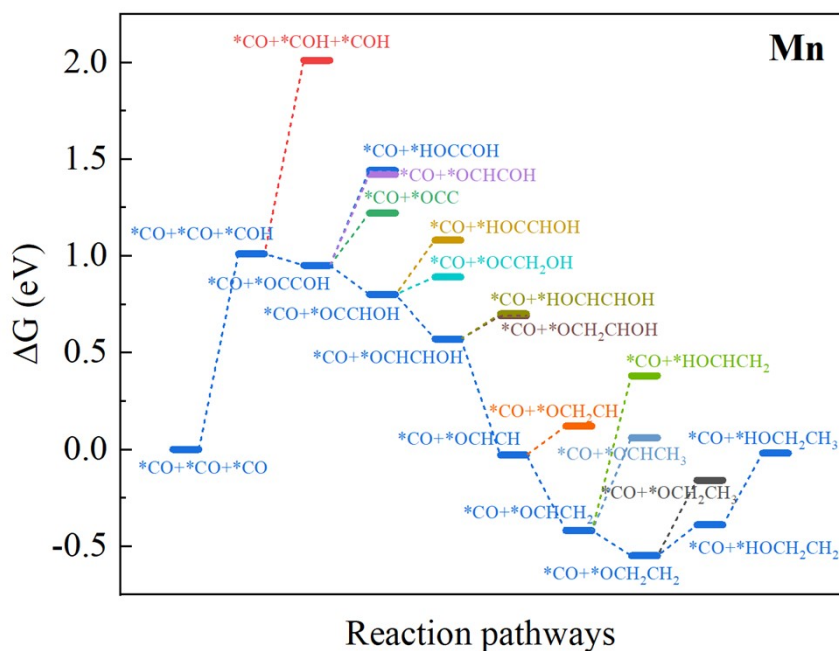 Mn
ΔG (eV)
2.0
1.5
1.0
0.5
0.0
-0.5
*CO+*COH+*COH
*CO+*HOCCOH
*CO+*OCHCOH
*CO+*OCC
*CO+*CO+*COH
*CO+*HOCCHOH
*CO+*OCCOH
*CO+*OCCH₂OH
*CO+*OCCHOH
*CO+*HOCHCHOH
*CO+*OCH₂CHOH
*CO+*OCHCHOH
*CO+*HOCHCH₂
*CO+*OCH₂CH
*CO+*OCHCH
*CO+*HOCH₂CH₃
*CO+*OCHCH₃
*CO+*CO+*CO
*CO+*OCH₂CH₃
*CO+*OCHCH₂
*CO+*HOCH₂CH₂
*CO+*OCH₂CH₂
Reaction pathways